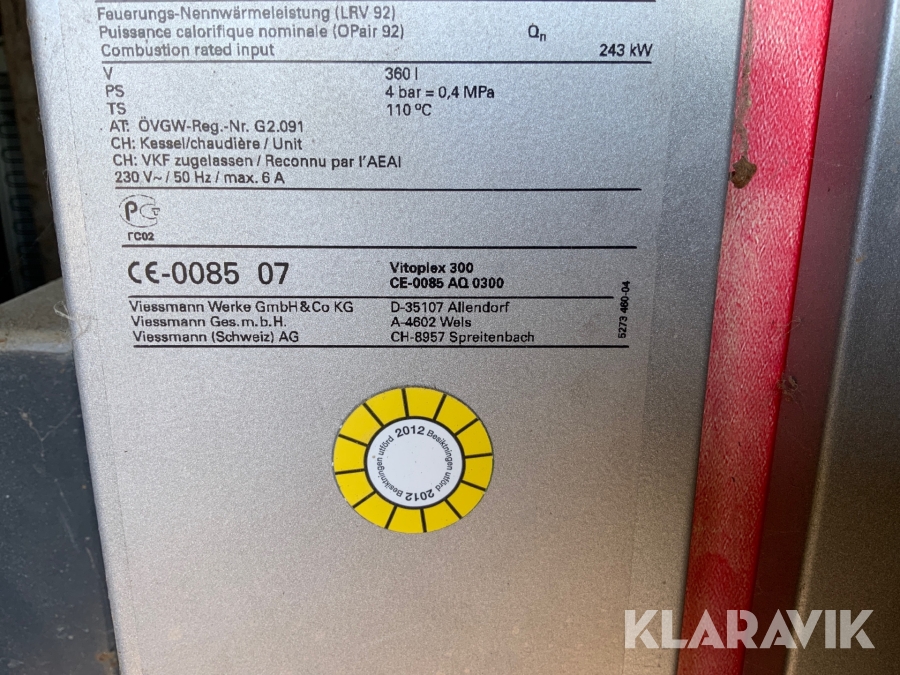 Feuerungs-Nennwärmeleistung (LRV 92)
Puissance calorifique nominale (OPair 92) Qn
Combustion rated input 243 kW
V 360 l
PS 4 bar = 0,4 MPa
TS 110 ºC
AT: ÖVGW-Reg.-Nr. G2.091
CH: Kessel/chaudière / Unit
CH: VKF zugelassen / Reconnu par l'AEAI
230 V~ / 50 Hz / max. 6 A
РС
ГС02
CE-0085 07
Vitoplex 300
CE-0085 AQ 0300
Viessmann Werke GmbH&Co KG D-35107 Allendorf
Viessmann Ges.m.b.H. A-4602 Wels
Viessmann (Schweiz) AG CH-8957 Spreitenbach
5273 460-04
2012 Besiktningen utförd
2012 Besiktningen utförd
KLARAVIK